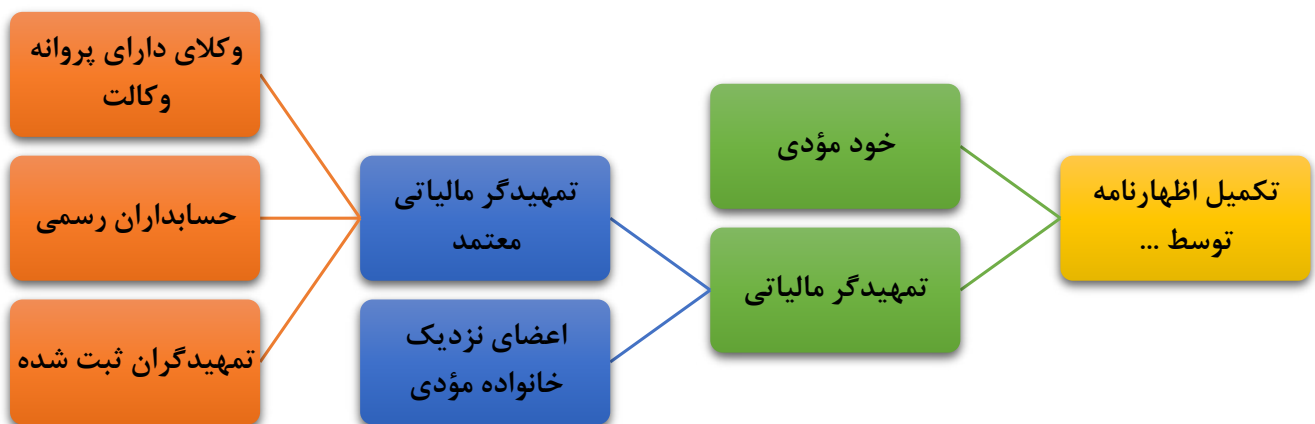 تکمیل اظهارنامه
توسط ...
خود مؤدی
تمهیدگر مالیاتی
تمهیدگر مالیاتی
معتمد
اعضای نزدیک
خانواده مؤدی
وکلای دارای پروانه
وکالت
حسابداران رسمی
تمهیدگران ثبت شده